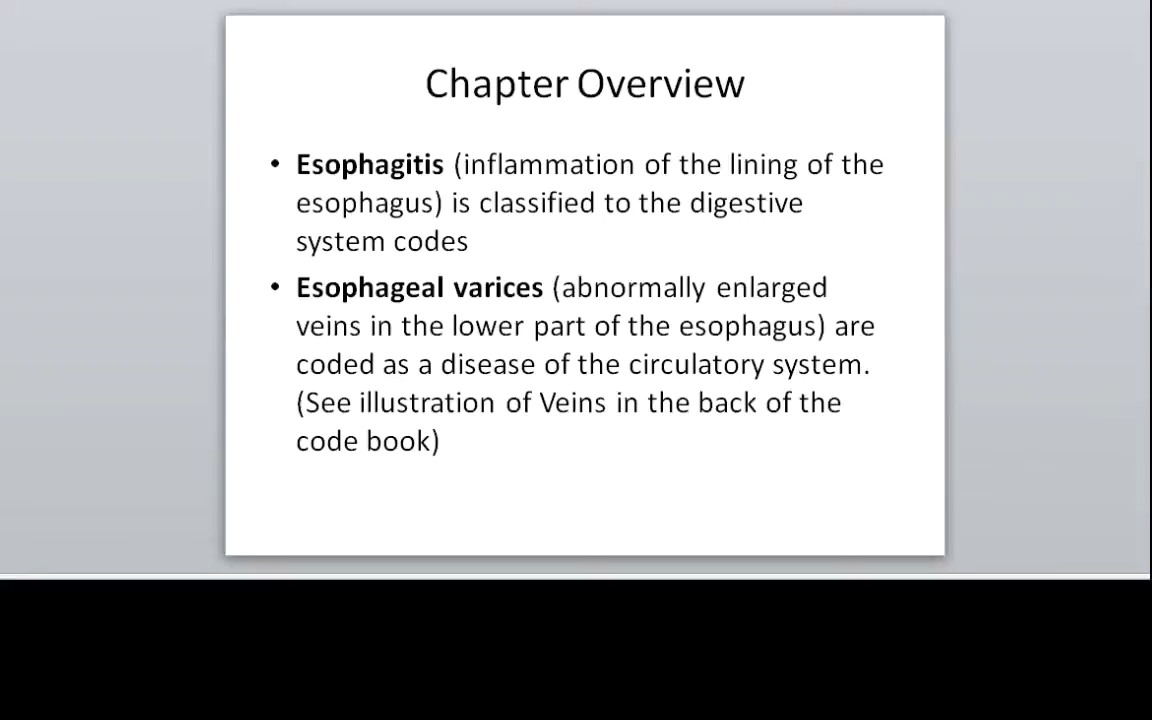 Chapter Overview
• Esophagitis (inflammation of the lining of the
esophagus) is classified to the digestive
system codes
• Esophageal varices (abnormally enlarged
veins in the lower part of the esophagus) are
coded as a disease of the circulatory system.
(See illustration of Veins in the back of the
code book)